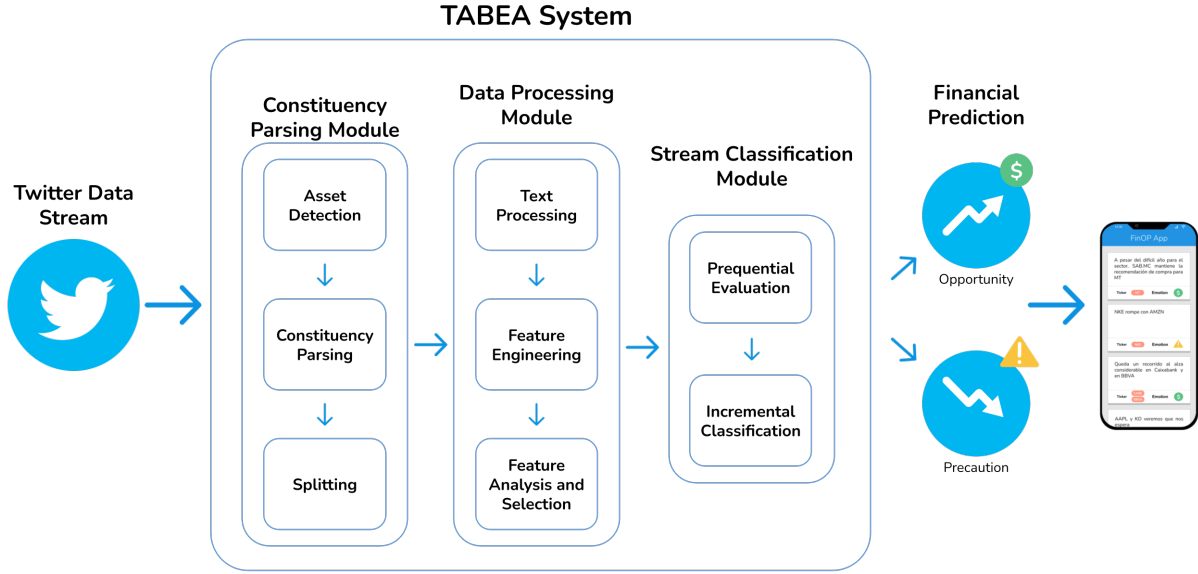 TABEA System
Twitter Data
Stream
Constituency
Parsing Module
Asset
Detection
Constituency
Parsing
Splitting
Data Processing
Module
Text
Processing
Feature
Engineering
Feature
Analysis and
Selection
Stream Classification
Module
Prequential
Evaluation
Incremental
Classification
Financial
Prediction
$
Opportunity
Precaution
FinOP App
A pesar del difícil año para el
sector, SAB.MC mantiene la
recomendación de compra para
MT
Ticker
Emotion
$
NKE rompe con AMZN
Ticker
Emotion
Queda un recorrido al alza
considerable en Caixabank y
en BBVA
Ticker
Emotion
$
AAPL y KO veremos que nos
espera